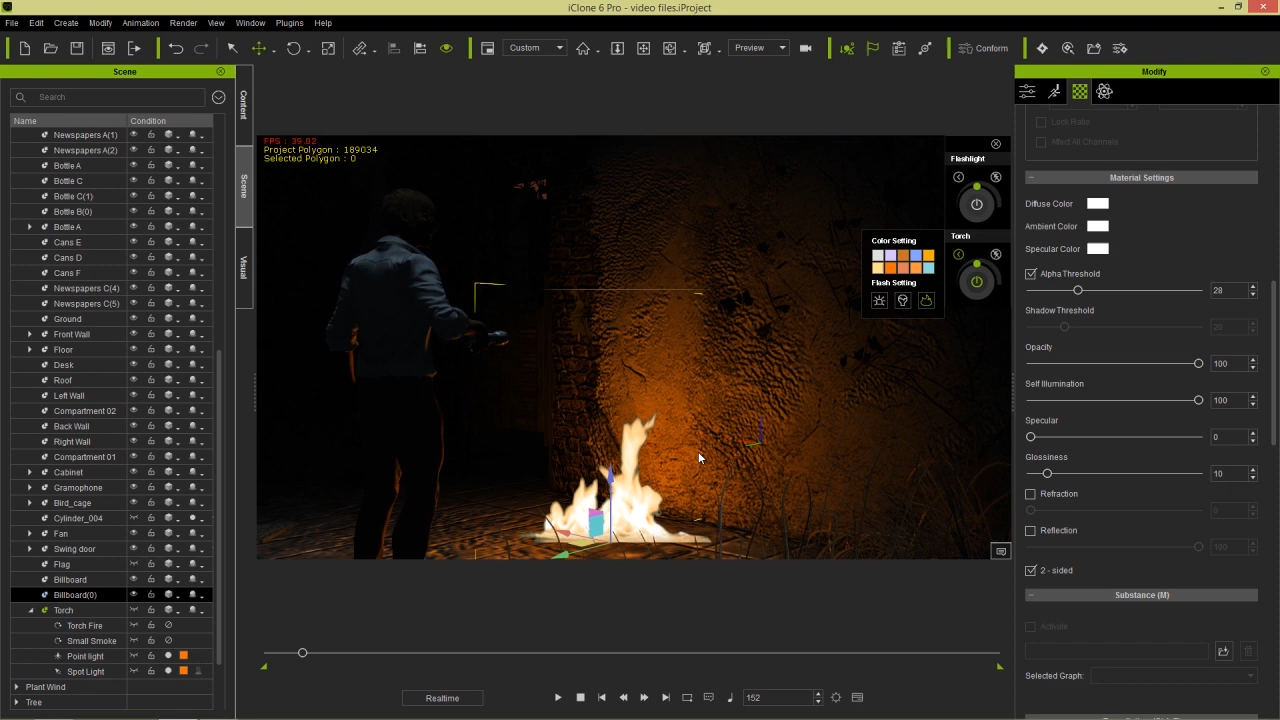 iClone 6 Pro - video files.iProject
File Edit Create Modify Animation Render View Window Plugins Help
Custom Preview Conform
Scene
Search
Name Condition
Newspapers A(1)
Newspapers A(2)
Bottle A
Bottle C
Bottle C(1)
Bottle B(0)
Bottle A
Cans E
Cans D
Cans F
Newspapers C(4)
Newspapers C(5)
Ground
Front Wall
Floor
Desk
Roof
Left Wall
Compartment 02
Back Wall
Right Wall
Compartment 01
Cabinet
Gramophone
Bird_cage
Cylinder_004
Fan
Swing door
Flag
Billboard
Billboard(0)
Torch
Torch Fire
Small Smoke
Point light
Spot Light
Plant Wind
Tree
Content
Scene
Visual
FPS : 39.02
Project Polygon : 189034
Selected Polygon : 0
Flashlight
Torch
Color Setting
Flash Setting
Realtime
152
Modify
Lock Ratio
Affect All Channels
Material Settings
Diffuse Color
Ambient Color
Specular Color
Alpha Threshold
28
Shadow Threshold
20
Opacity
100
Self Illumination
100
Specular
0
Glossiness
10
Refraction
0
Reflection
100
2 - sided
Substance (M)
Activate
Selected Graph: